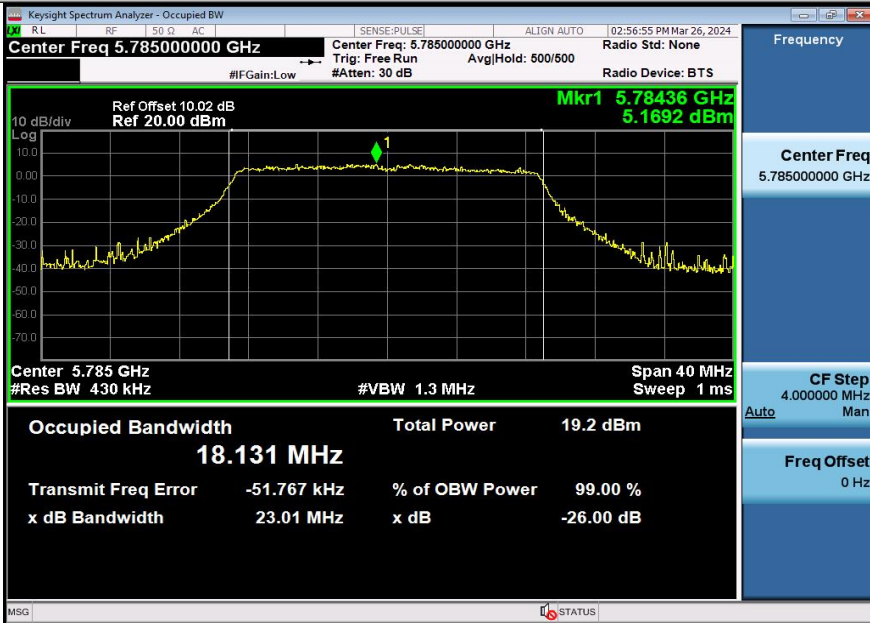 Keysight Spectrum Analyzer - Occupied BW
LXI RL RF 50 Ω AC SENSE:PULSE ALIGN AUTO 02:56:55 PM Mar 26, 2024
Center Freq 5.785000000 GHz
Center Freq: 5.785000000 GHz Radio Std: None
Trig: Free Run Avg|Hold: 500/500
#IFGain:Low #Atten: 30 dB Radio Device: BTS
Frequency
Ref Offset 10.02 dB Mkr1 5.78436 GHz
10 dB/div Ref 20.00 dBm 5.1692 dBm
Log
1
10.0
0.00
-10.0
-20.0
-30.0
-40.0
-60.0
-70.0
Center 5.785 GHz Span 40 MHz
#Res BW 430 kHz #VBW 1.3 MHz Sweep 1 ms
Occupied Bandwidth Total Power 19.2 dBm
18.131 MHz
Transmit Freq Error -51.767 kHz % of OBW Power 99.00 %
x dB Bandwidth 23.01 MHz x dB -26.00 dB
Center Freq
5.785000000 GHz
CF Step
4.000000 MHz
Auto Man
Freq Offset
0 Hz
MSG STATUS